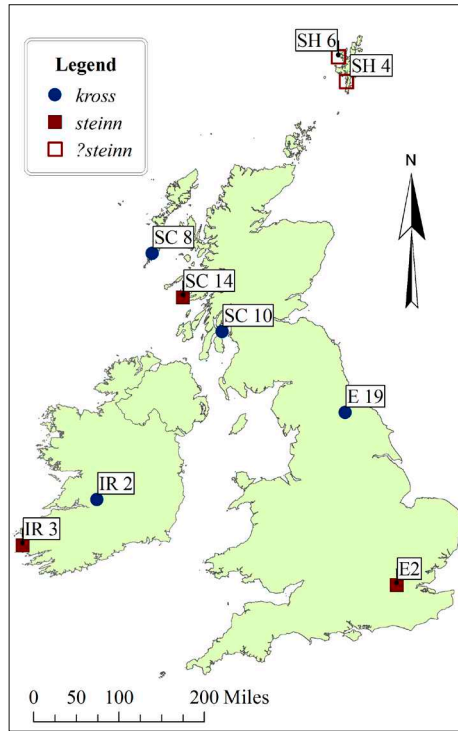 SH 6
SH 4
Legend
kross
steinn
?steinn
N
SC 8
SC 14
SC 10
E 19
IR 2
IR 3
E2
0 50 100 200 Miles